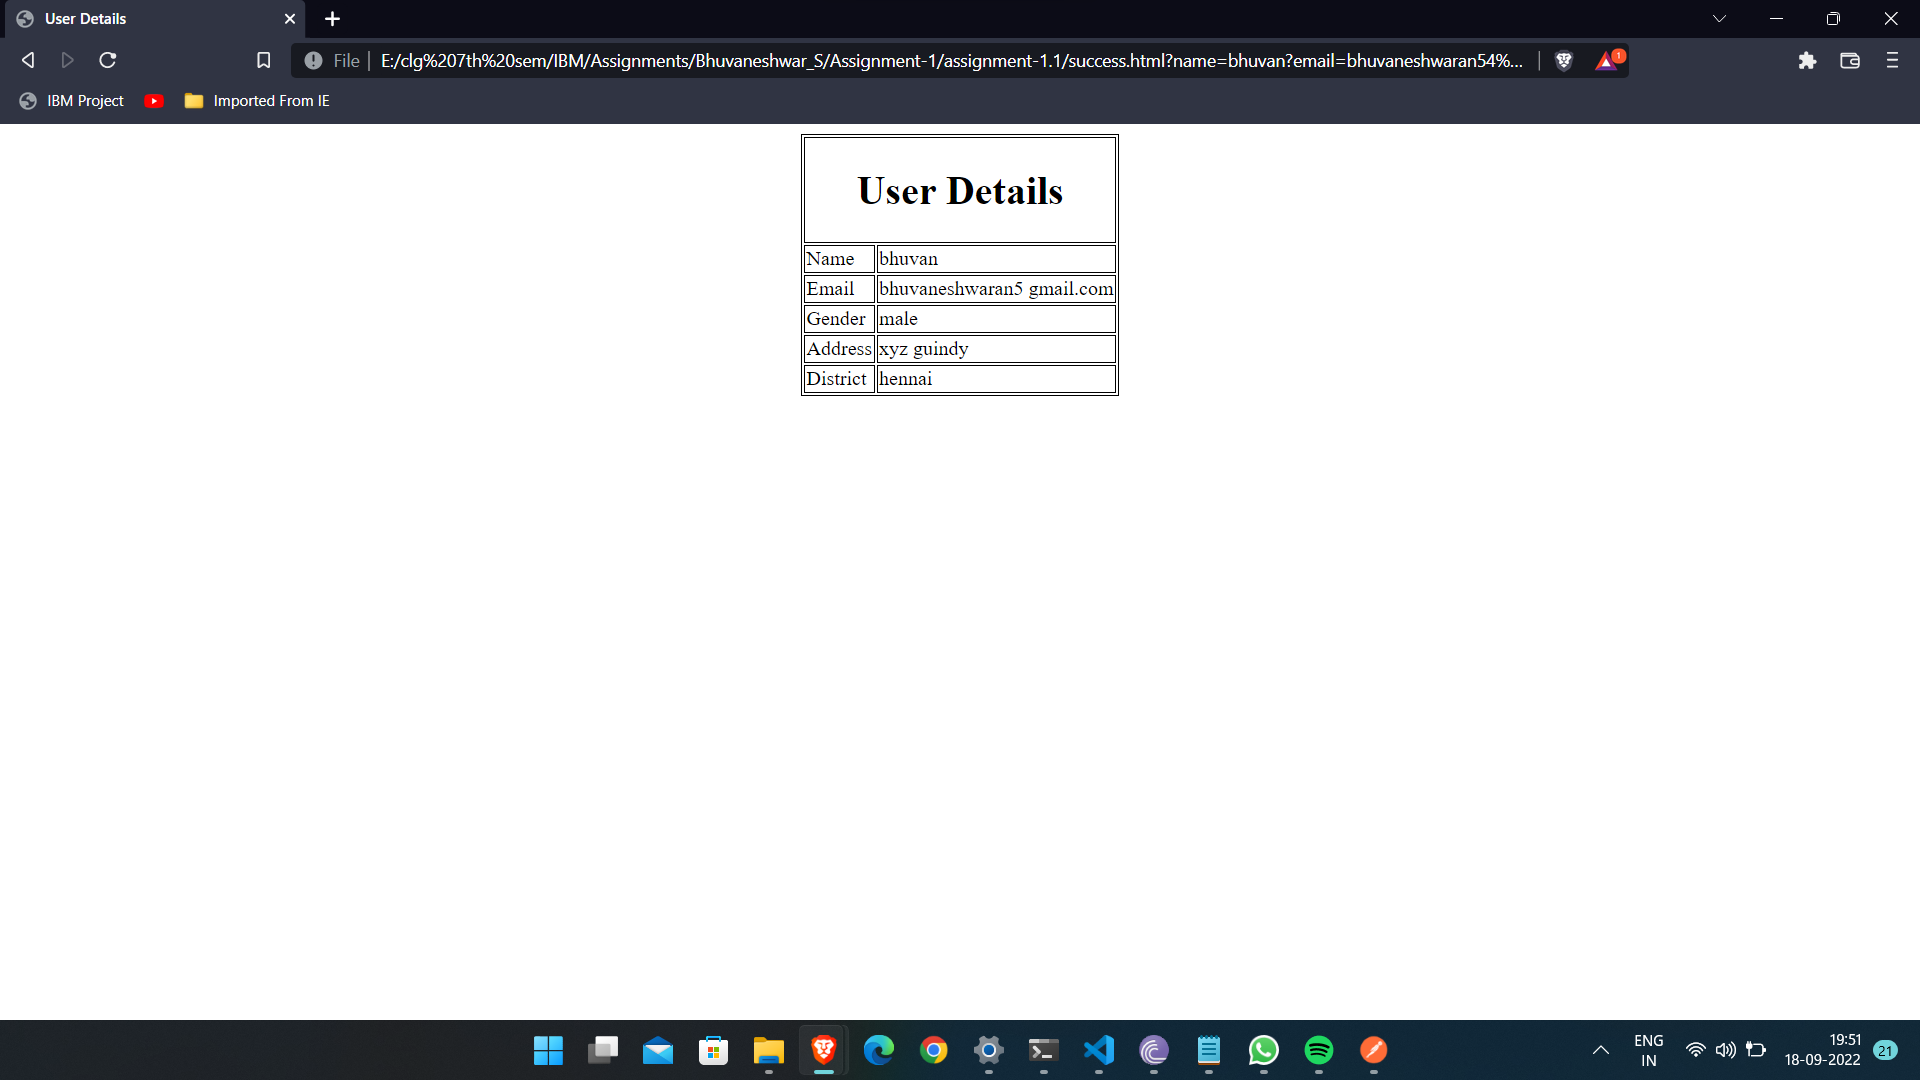 User Details
File
E:/clg%207th%20sem/IBM/Assignments/Bhuvaneshwar_S/Assignment-1/assignment-1.1/success.html?name=bhuvan?email=bhuvaneshwaran54%...
1
IBM Project
Imported From IE
User Details
Name bhuvan
Email bhuvaneshwaran5 gmail.com
Gender male
Address xyz guindy
District hennai
ENG
IN
19:51
18-09-2022
21